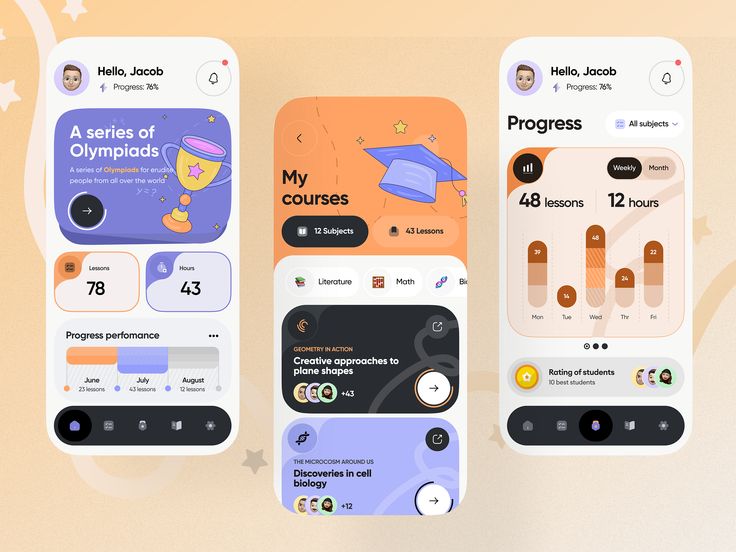 Hello, Jacob
Progress: 76%
A series of
Olympiads
A series of Olympiads for erudite
people from all over the world
Lessons
78
Hours
43
Progress perfomance
June
23 lessons
July
43 lessons
August
12 lessons
My
courses
12 Subjects
43 Lessons
Literature
Math
Bi
GEOMETRY IN ACTION
Creative approaches to
plane shapes
+43
THE MICROCOSM AROUND US
Discoveries in cell
biology
+12
Hello, Jacob
Progress: 76%
Progress
All subjects
Weekly
Month
48 lessons
12 hours
39
14
48
24
22
Mon
Tue
Wed
Thr
Fri
Rating of students
10 best students